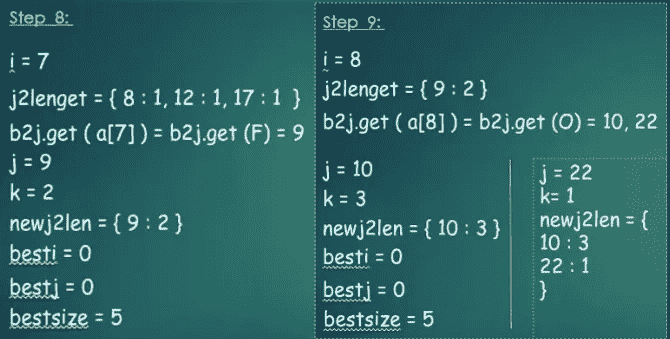 Step 8:
i = 7
j2lenget = { 8 : 1, 12 : 1, 17 : 1 }
b2j.get ( a[7] ) = b2j.get (F) = 9
j = 9
k = 2
newj2len = { 9 : 2 }
besti = 0
bestj = 0
bestsize = 5
Step 9:
i = 8
j2lenget = { 9 : 2 }
b2j.get ( a[8] ) = b2j.get (O) = 10, 22
j = 10
k = 3
newj2len = { 10 : 3 }
besti = 0
bestj = 0
bestsize = 5
j = 22
k= 1
newj2len = {
10 : 3
22 : 1
}